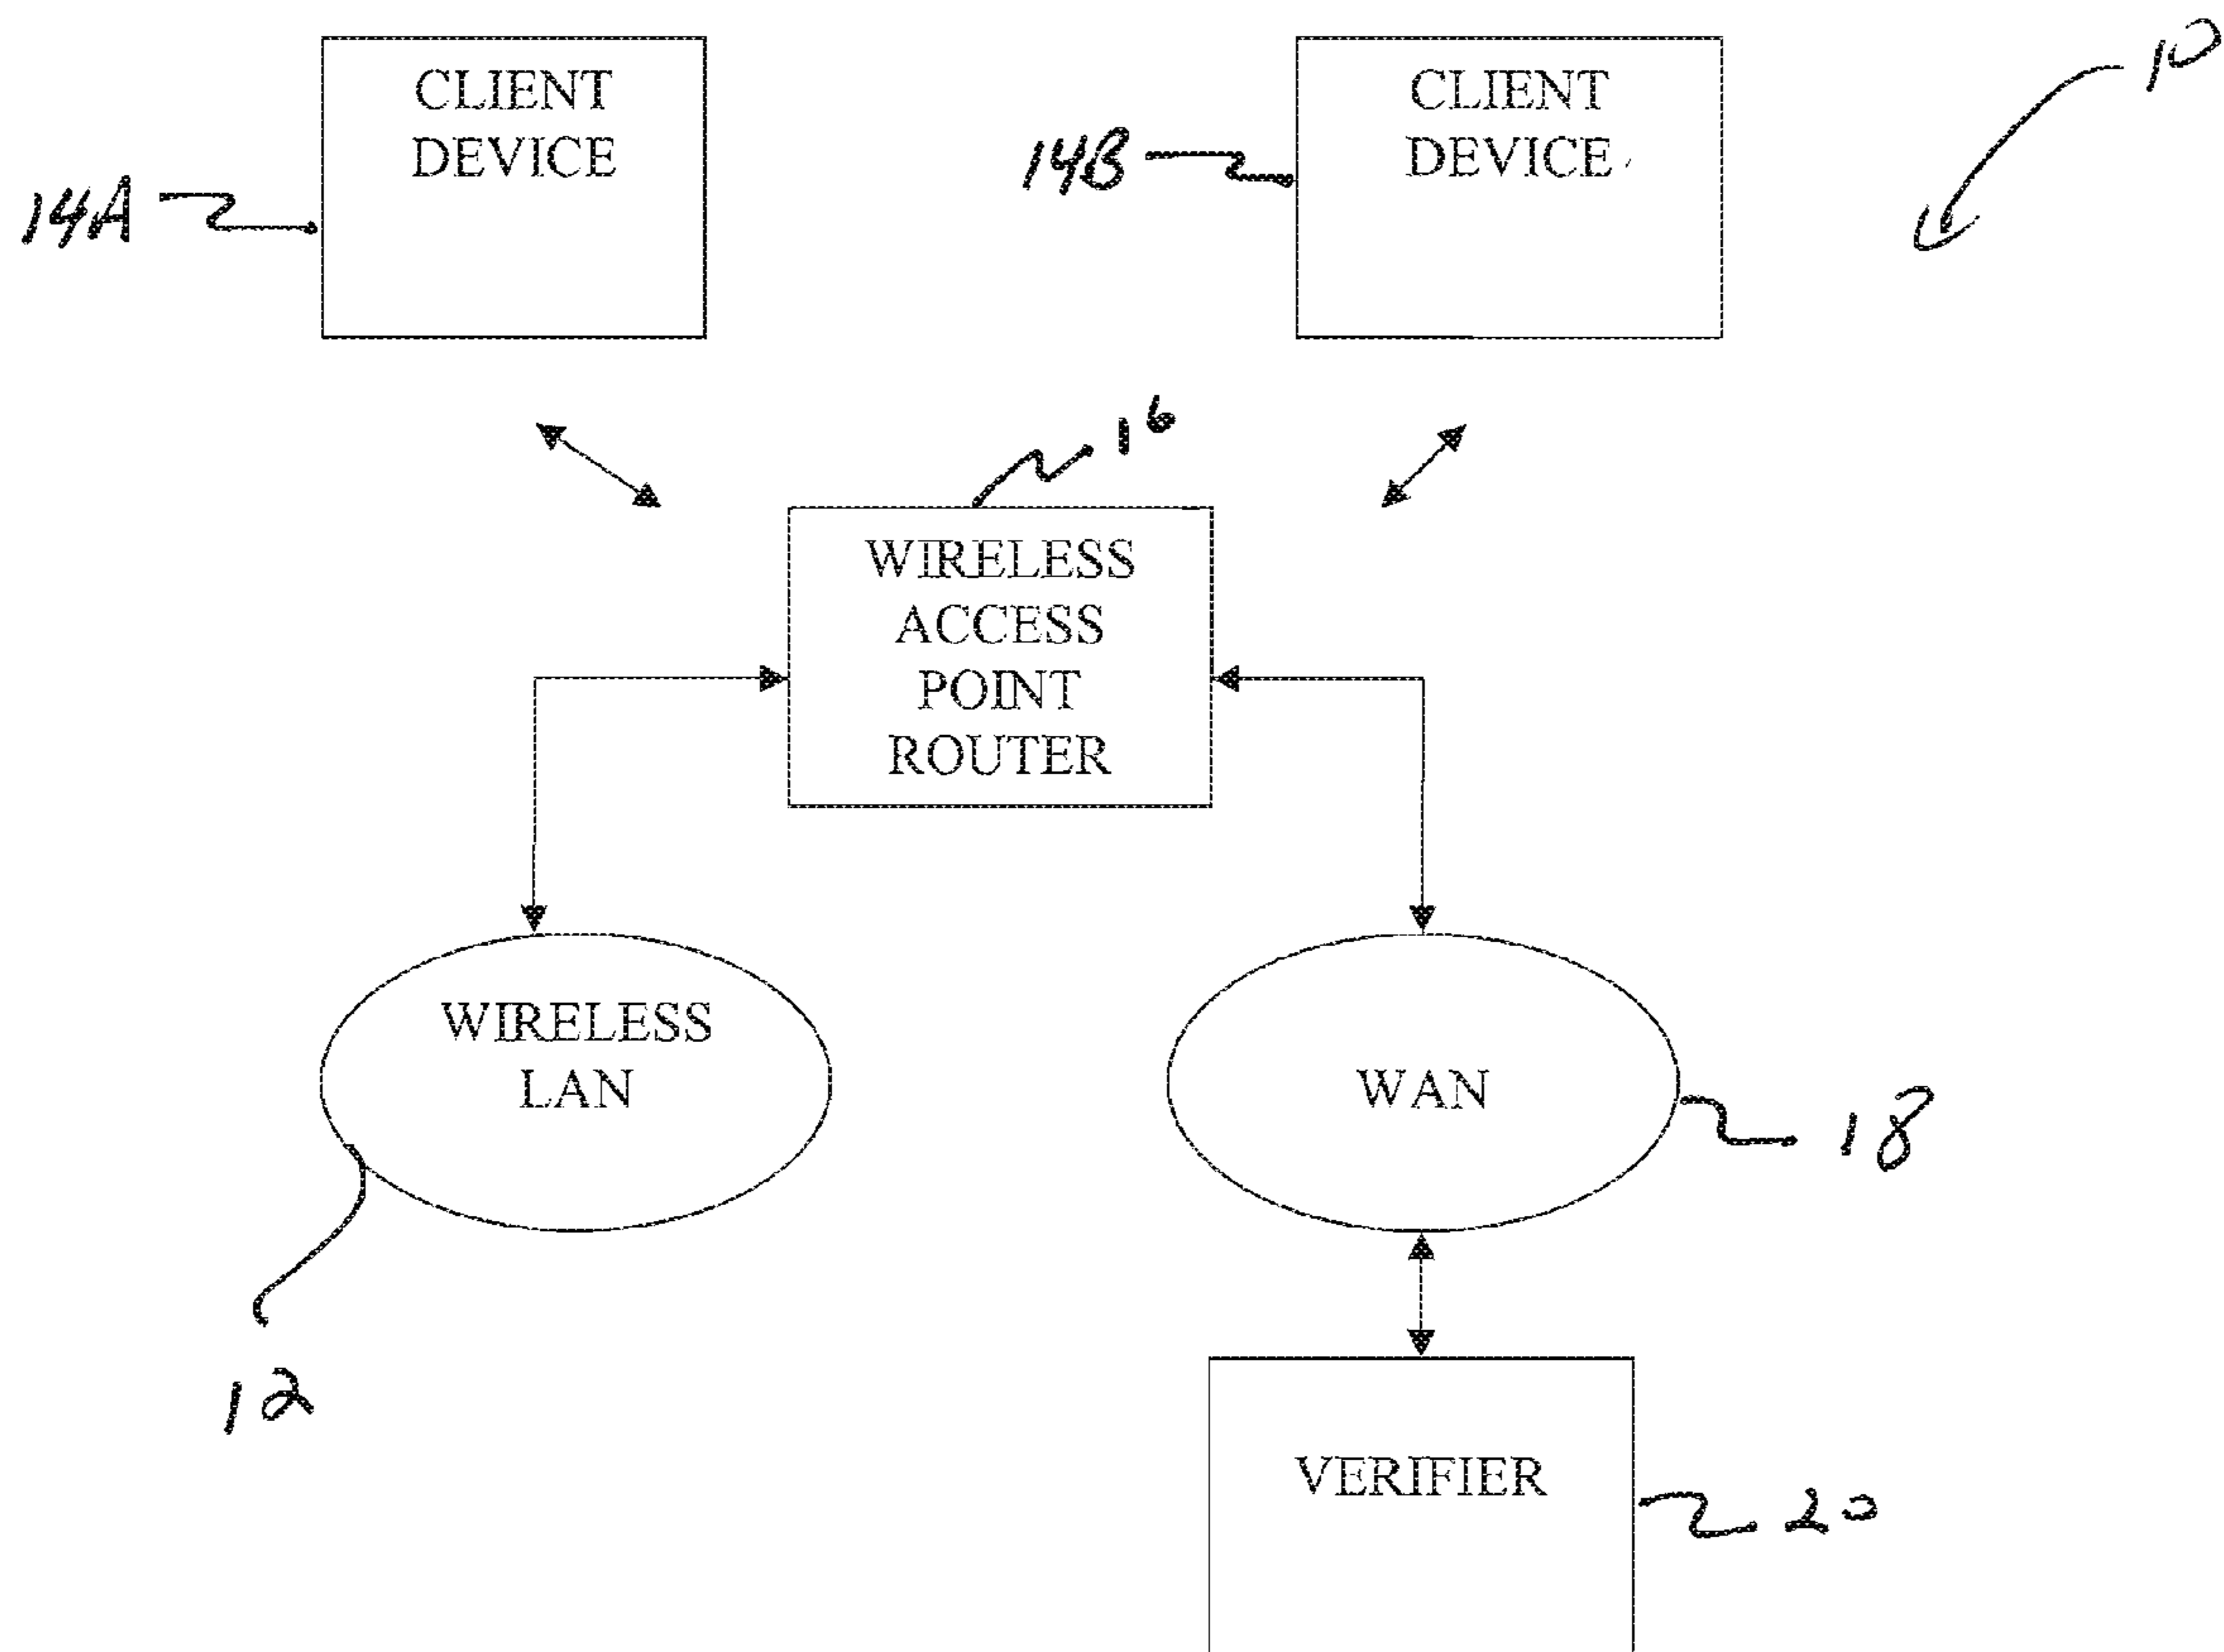 CLIENT
DEVICE
14A
CLIENT
DEVICE
14B
10
16
WIRELESS
ACCESS
POINT
ROUTER
WIRELESS
LAN
12
WAN
18
VERIFIER
20